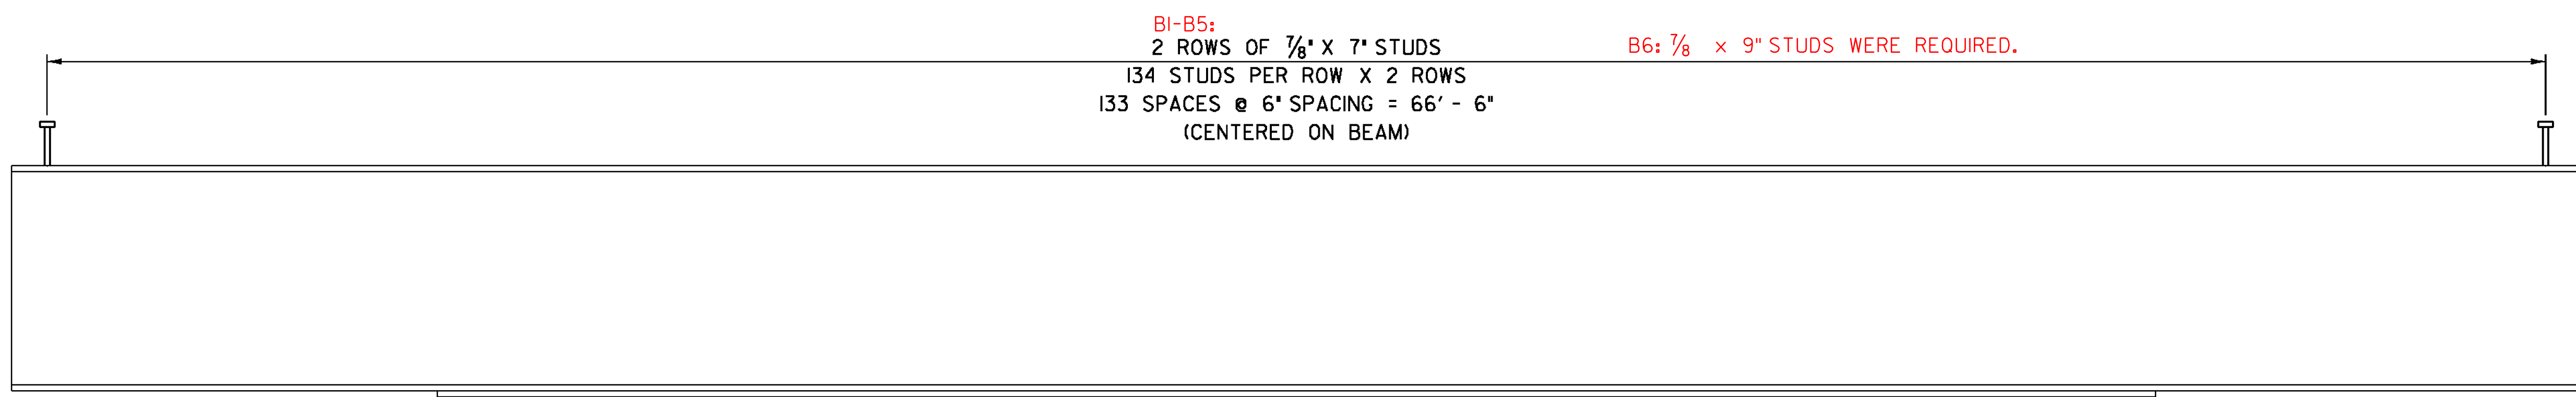 B1-B5:
2 ROWS OF 7/8" X 7" STUDS
B6: 7/8 x 9" STUDS WERE REQUIRED.
134 STUDS PER ROW X 2 ROWS
133 SPACES @ 6" SPACING = 66' - 6"
(CENTERED ON BEAM)